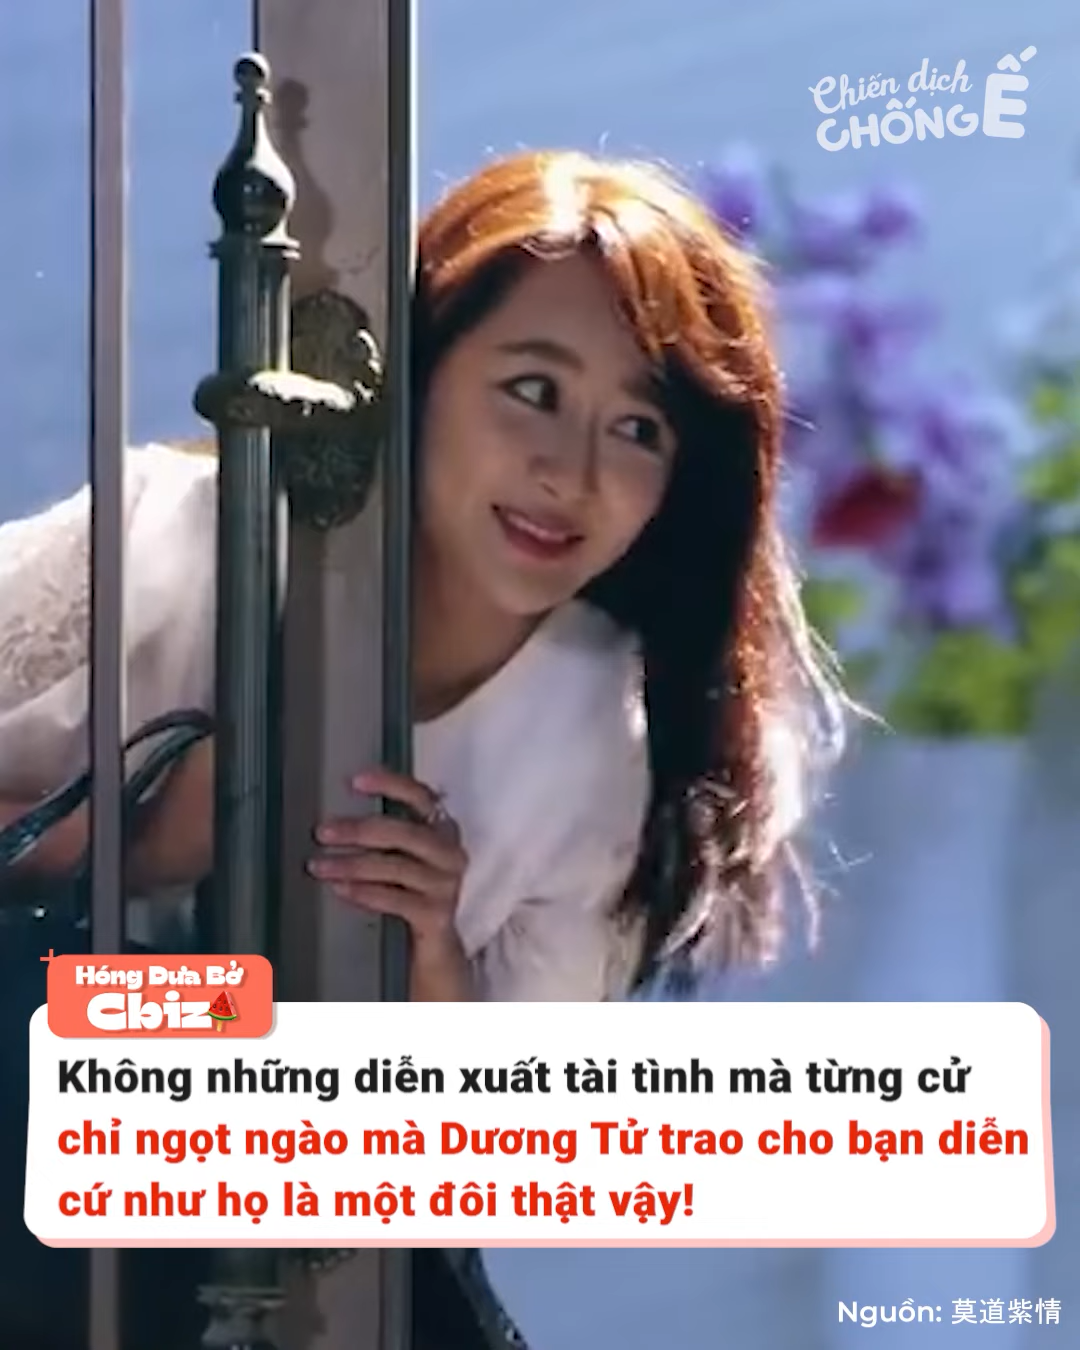 Chiến dịch
CHỐNG Ế
Hóng Dưa Bở
Cbiz
Không những diễn xuất tài tình mà từng cử
chỉ ngọt ngào mà Dương Tử trao cho bạn diễn
cứ như họ là một đôi thật vậy!
Nguồn: 莫道紫情